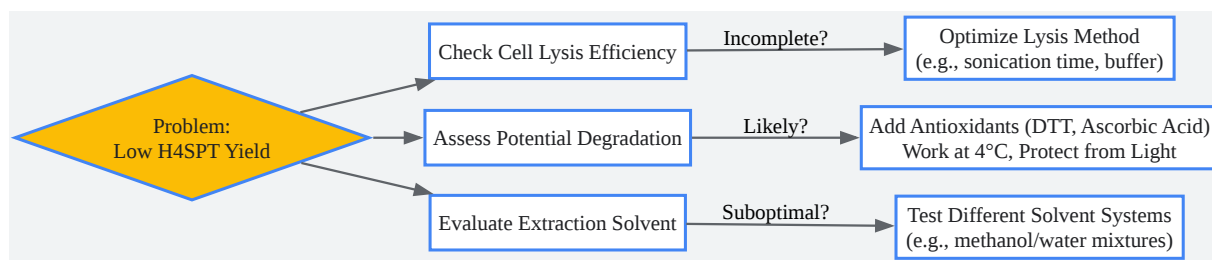 Problem:
Low H4SPT Yield
Check Cell Lysis Efficiency
Incomplete?
Optimize Lysis Method
(e.g., sonication time, buffer)
Assess Potential Degradation
Likely?
Add Antioxidants (DTT, Ascorbic Acid)
Work at 4°C, Protect from Light
Evaluate Extraction Solvent
Suboptimal?
Test Different Solvent Systems
(e.g., methanol/water mixtures)